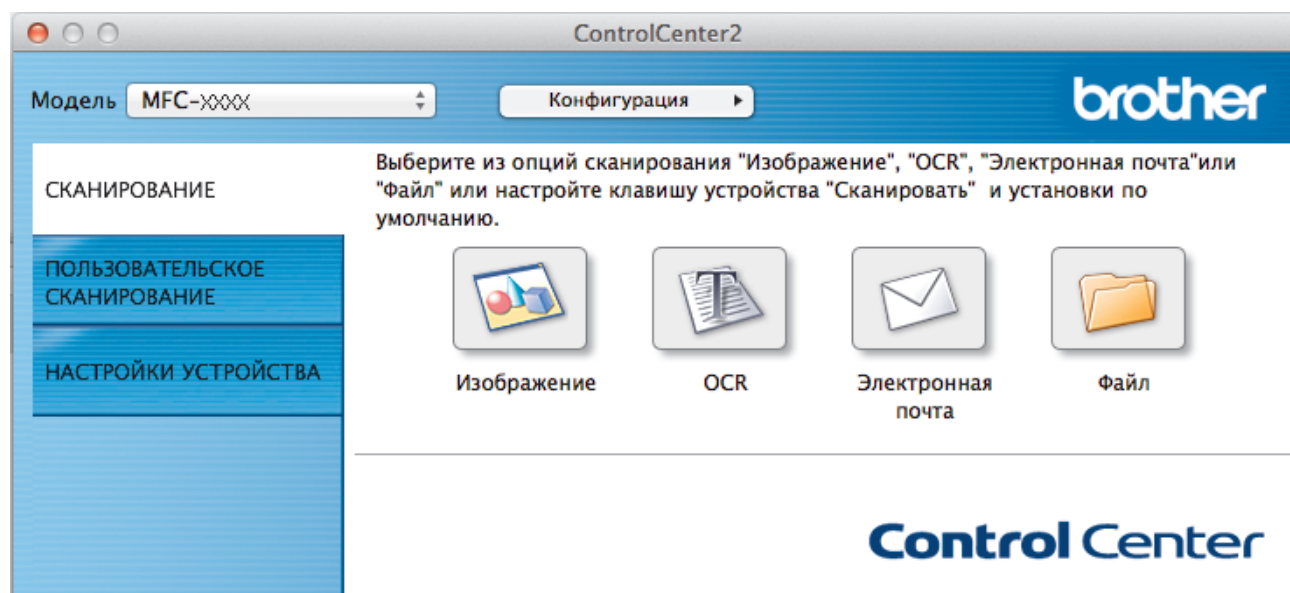 ControlCenter2
Модель MFC-XXXX Конфигурация
brother
СКАНИРОВАНИЕ
Выберите из опций сканирования "Изображение", "OCR", "Электронная почта"или
"Файл" или настройте клавишу устройства "Сканировать" и установки по
умолчанию.
ПОЛЬЗОВАТЕЛЬСКОЕ
СКАНИРОВАНИЕ
НАСТРОЙКИ УСТРОЙСТВА
Изображение
OCR
Электронная
почта
Файл
Control Center